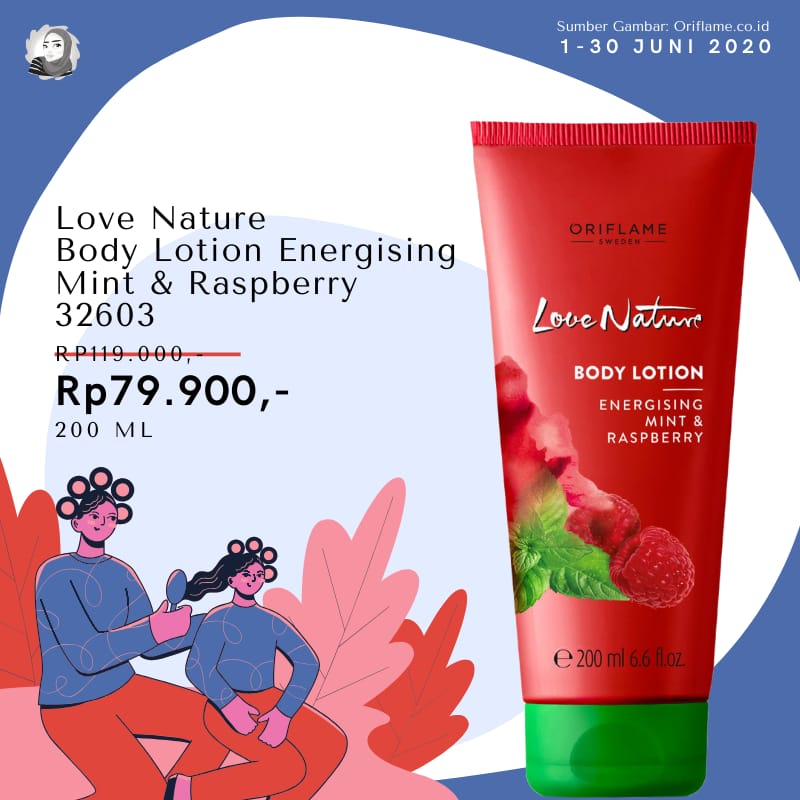 Sumber Gambar: Oriflame.co.id
1-30 JUNI 2020
Love Nature
Body Lotion Energising
Mint & Raspberry
32603
RP119.000,-
Rp79.900,-
200 ML
ORIFLAME
SWEDEN
Love Nature
BODY LOTION
ENERGISING
MINT &
RASPBERRY
℮ 200 ml 6.6 fl.oz.